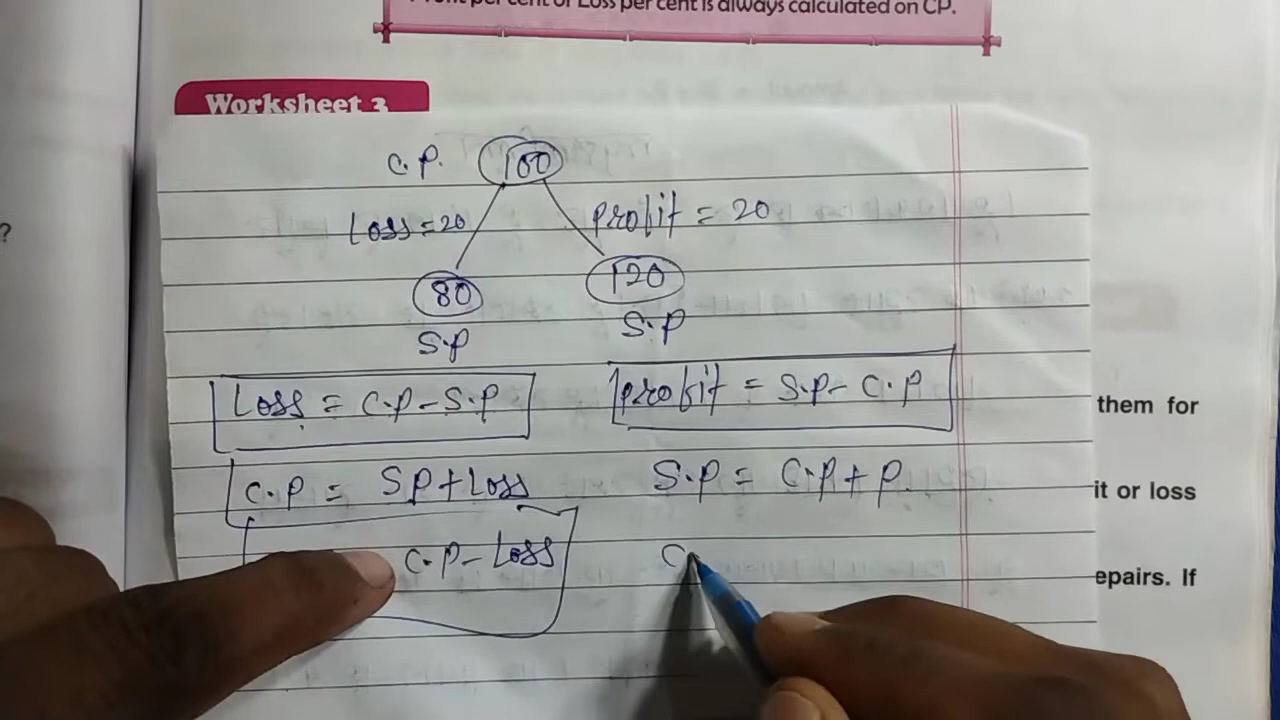 Profit per cent or Loss per cent is always calculated on CP.
Worksheet 3
C.P. 100
Loss = 20 Profit = 20
80 120
S.P S.P
Loss = C.P - S.P Profit = S.P - C.P
C.P = SP + Loss S.P = C.P + P.
C.P - Loss C
?
them for
it or loss
epairs. If